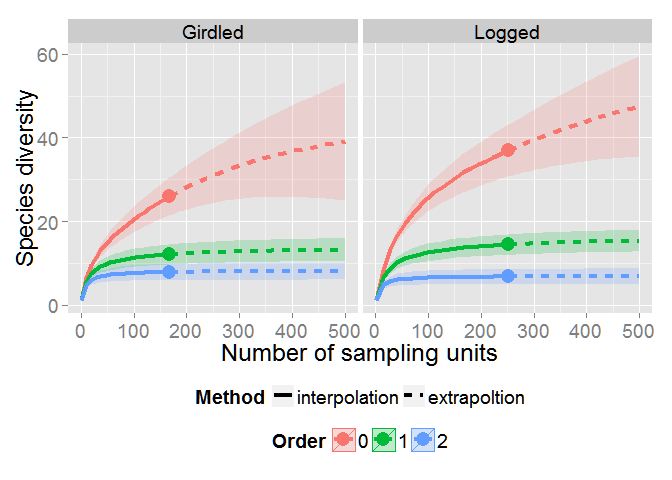 Girdled Logged
Species diversity
60
40
20
0
0 100 200 300 400 500 0 100 200 300 400 500
Number of sampling units
Method interpolation extrapoltion
Order 0 1 2